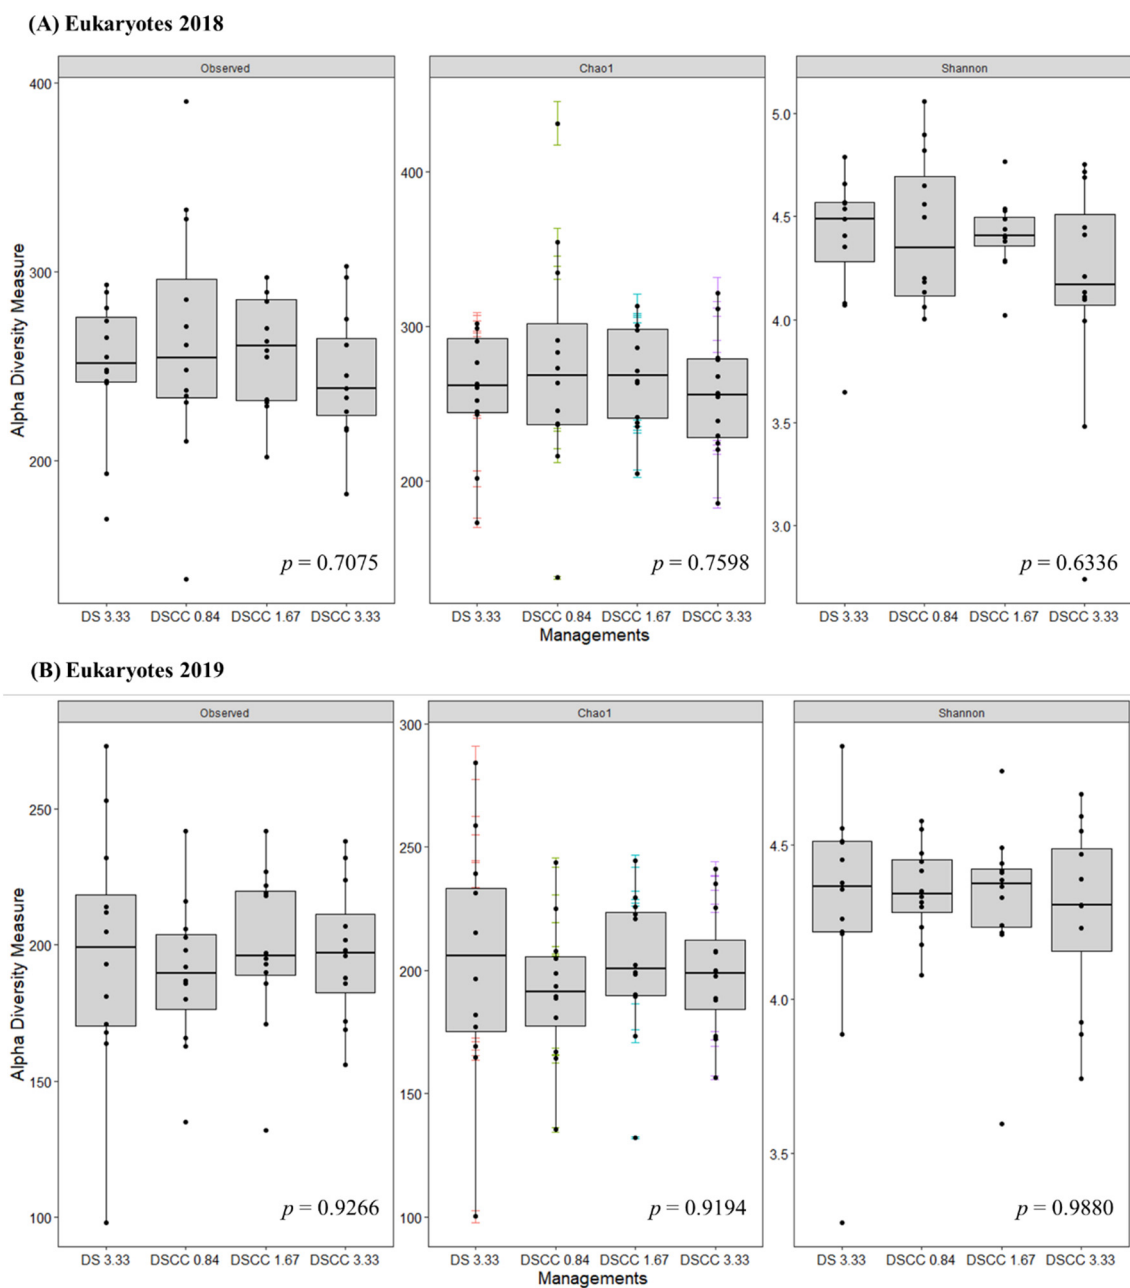 (A) Eukaryotes 2018
Observed
Chao1
Shannon
Alpha Diversity Measure
400
300
200
400
300
200
5.0
4.5
4.0
3.5
3.0
p = 0.7075
p = 0.7598
p = 0.6336
DS 3.33 DSCC 0.84 DSCC 1.67 DSCC 3.33
DS 3.33 DSCC 0.84 DSCC 1.67 DSCC 3.33
DS 3.33 DSCC 0.84 DSCC 1.67 DSCC 3.33
Managements
(B) Eukaryotes 2019
Observed
Chao1
Shannon
Alpha Diversity Measure
250
200
150
100
300
250
200
150
100
4.5
4.0
3.5
p = 0.9266
p = 0.9194
p = 0.9880
DS 3.33 DSCC 0.84 DSCC 1.67 DSCC 3.33
DS 3.33 DSCC 0.84 DSCC 1.67 DSCC 3.33
DS 3.33 DSCC 0.84 DSCC 1.67 DSCC 3.33
Managements